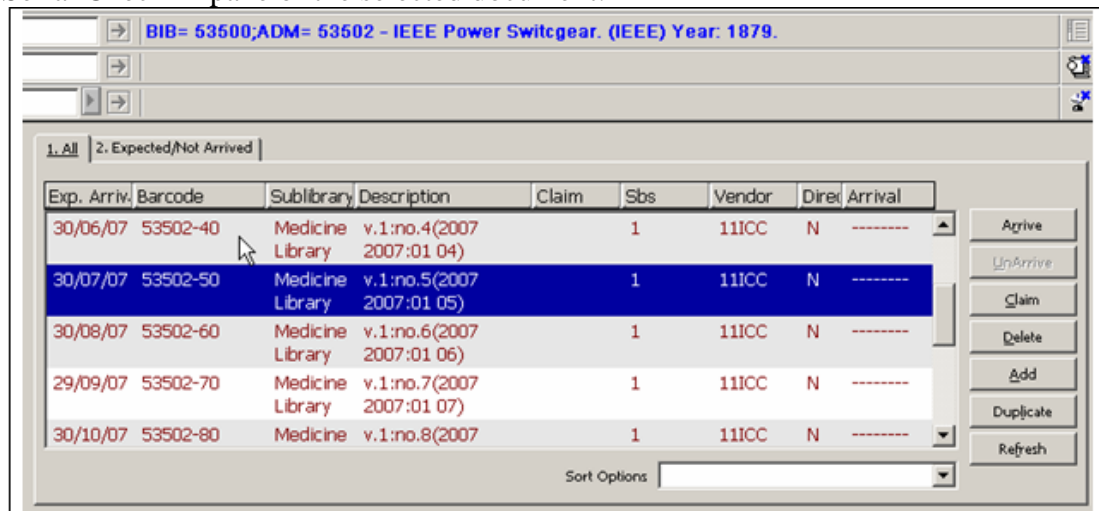 BIB= 53500;ADM= 53502 - IEEE Power Switcgear. (IEEE) Year: 1879.
1. All 2. Expected/Not Arrived
Exp. Arriv. Barcode Sublibrary Description Claim Sbs Vendor Direc Arrival
30/06/07 53502-40 Medicine v.1:no.4(2007 1 11ICC N --------
Library 2007:01 04)
30/07/07 53502-50 Medicine v.1:no.5(2007 1 11ICC N --------
Library 2007:01 05)
30/08/07 53502-60 Medicine v.1:no.6(2007 1 11ICC N --------
Library 2007:01 06)
29/09/07 53502-70 Medicine v.1:no.7(2007 1 11ICC N --------
Library 2007:01 07)
30/10/07 53502-80 Medicine v.1:no.8(2007 1 11ICC N --------
Arrive
UnArrive
Claim
Delete
Add
Duplicate
Refresh
Sort Options